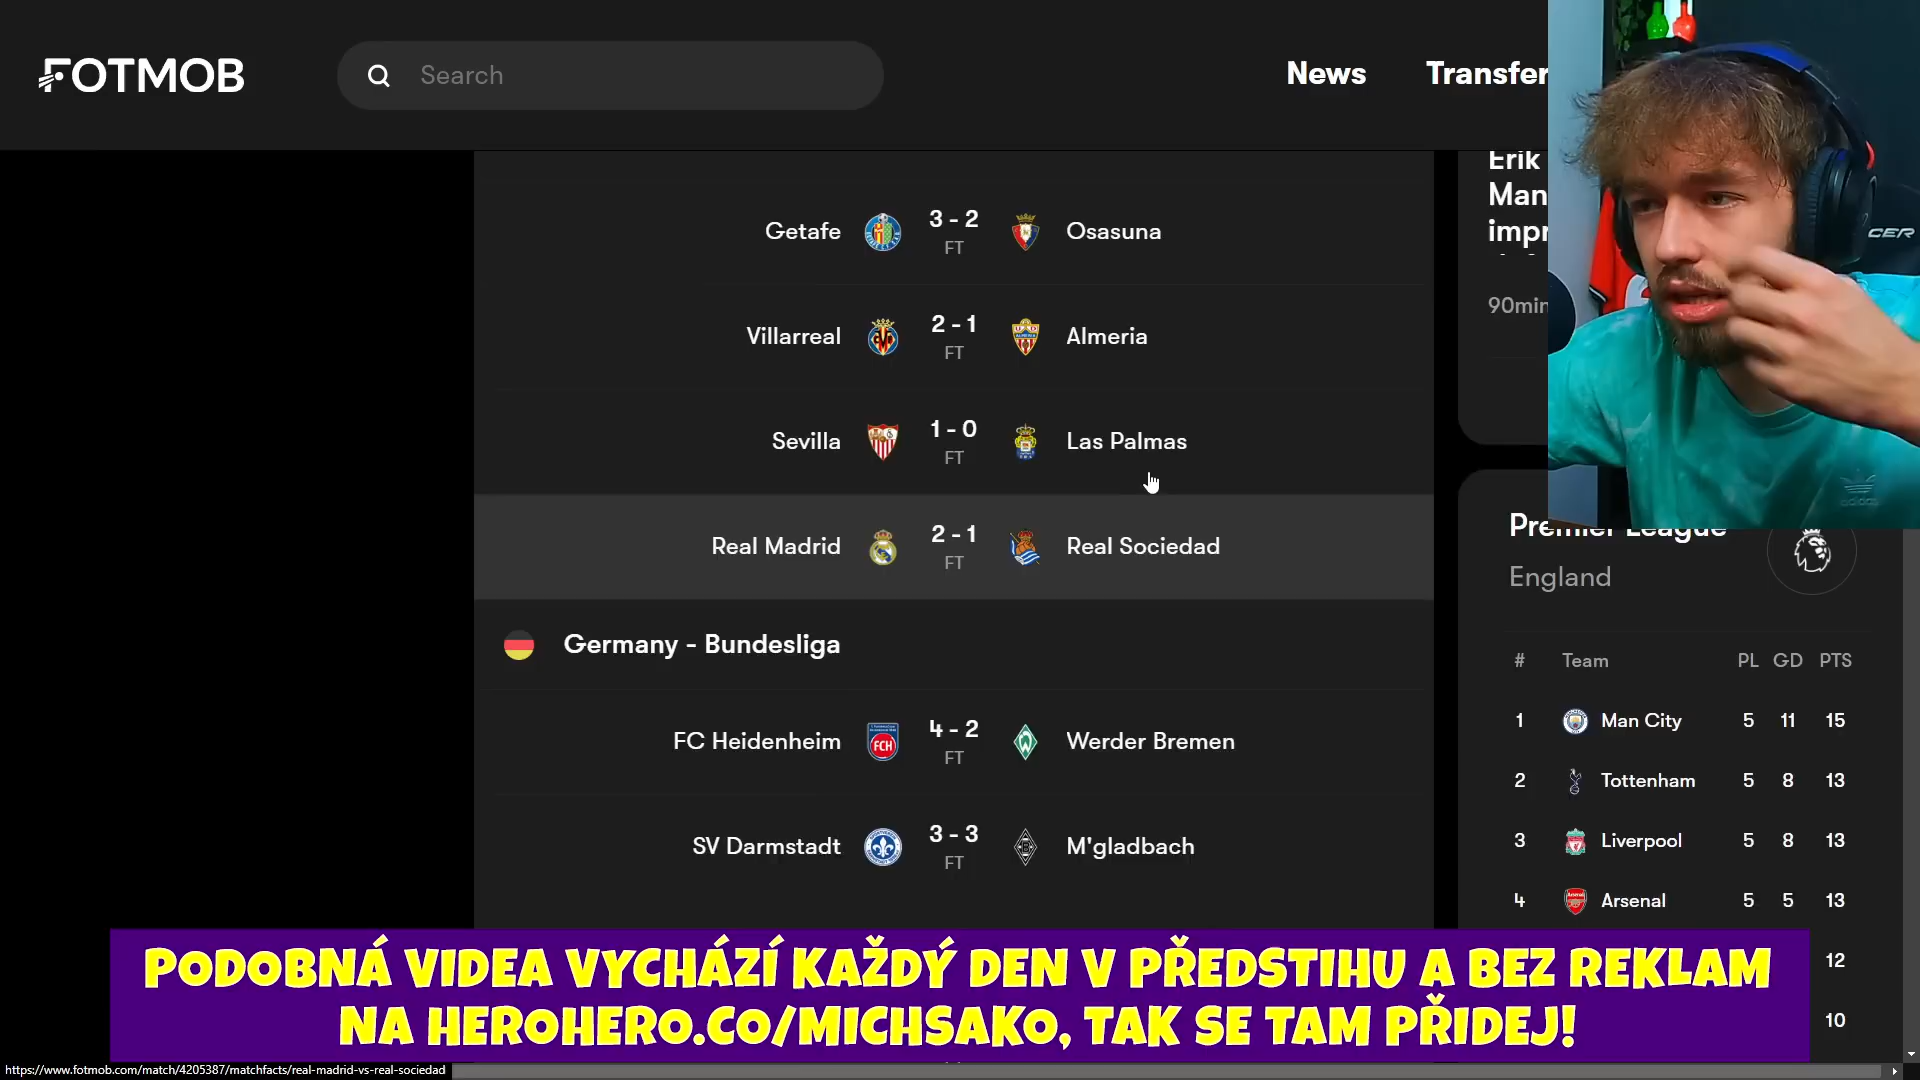 FOTMOB
Search
News
Transfer
Getafe 3 - 2 Osasuna
FT
Villarreal 2 - 1 Almeria
FT
Sevilla 1 - 0 Las Palmas
FT
Real Madrid 2 - 1 Real Sociedad
FT
Germany - Bundesliga
FC Heidenheim 4 - 2 Werder Bremen
FT
SV Darmstadt 3 - 3 M'gladbach
FT
Erik
Man
impr
90min
CER
adidas
Premier League
England
# Team PL GD PTS
1 Man City 5 11 15
2 Tottenham 5 8 13
3 Liverpool 5 8 13
4 Arsenal 5 5 13
12
10
PODOBNÁ VIDEA VYCHÁZÍ KAŽDÝ DEN V PŘEDSTIHU A BEZ REKLAM
NA HEROHERO.CO/MICHSAKO, TAK SE TAM PŘIDEJ!
https://www.fotmob.com/match/4205387/matchfacts/real-madrid-vs-real-sociedad